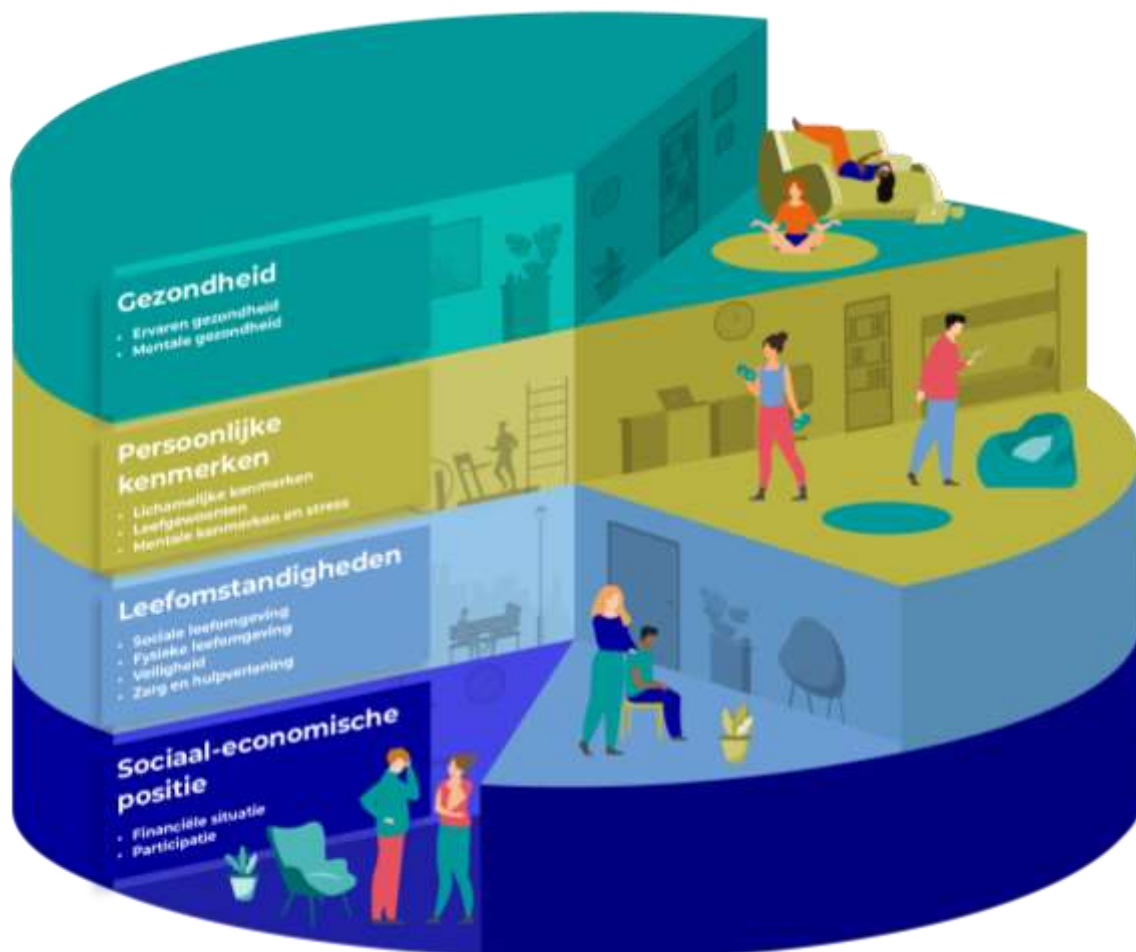 Gezondheid
• Ervaren gezondheid
• Mentale gezondheid
Persoonlijke
kenmerken
• Lichamelijke kenmerken
• Leefgewoenten
• Mentale kenmerken en stress
Leefomstandigheden
• Sociale leefomgeving
• Fysieke leefomgeving
• Veiligheid
• Zorg en hulpverlening
Sociaal-economische
positie
• Financiële situatie
• Participatie